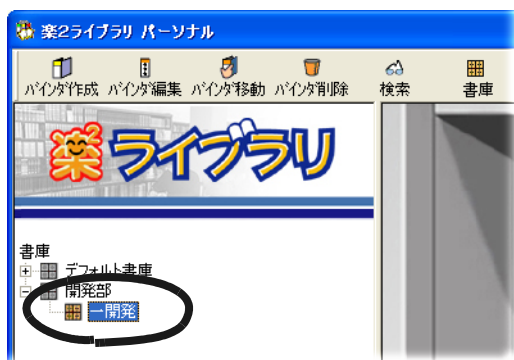 楽2ライブラリ パーソナル
バインダ作成 バインダ編集 バインダ移動 バインダ削除 検索 書庫
楽2ライブラリ
書庫
デフォルト書庫
開発部
一開発